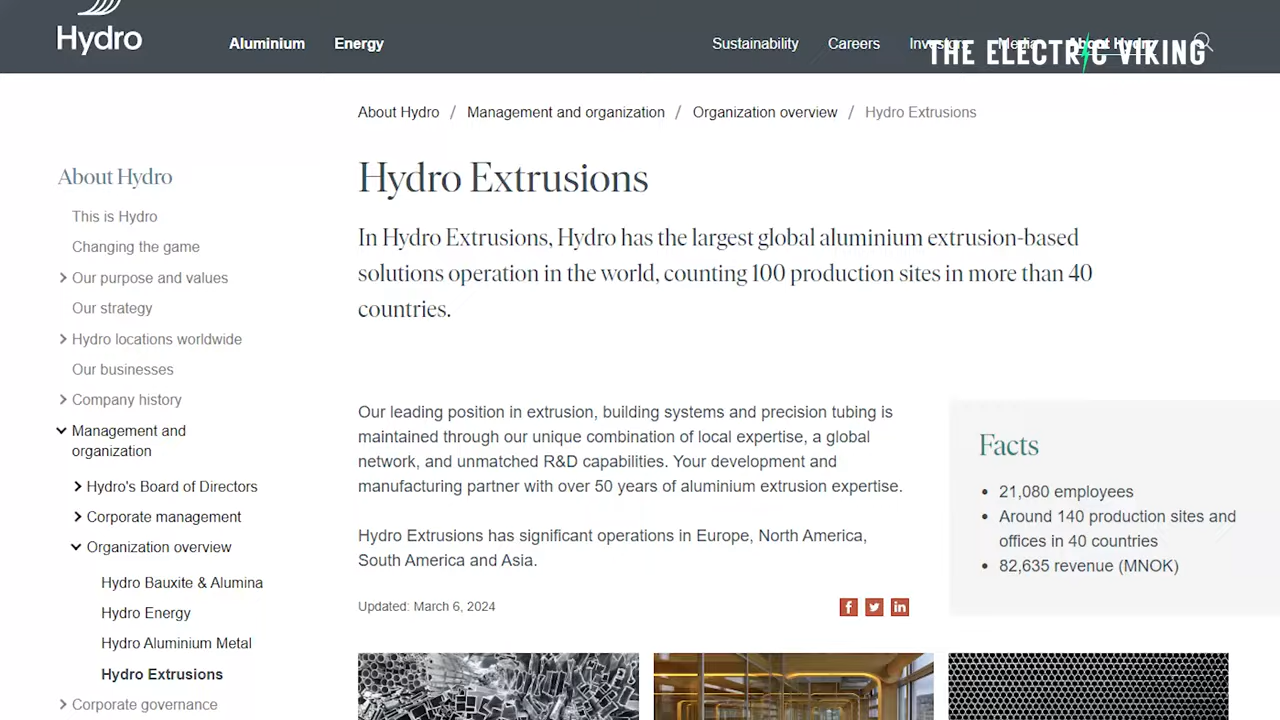 Hydro
Aluminium
Energy
Sustainability
Careers
Investors
Media
About Hydro
THE ELECTRIC VIKING
About Hydro / Management and organization / Organization overview / Hydro Extrusions
About Hydro
This is Hydro
Changing the game
Our purpose and values
Our strategy
Hydro locations worldwide
Our businesses
Company history
Management and
organization
Hydro's Board of Directors
Corporate management
Organization overview
Hydro Bauxite & Alumina
Hydro Energy
Hydro Aluminium Metal
Hydro Extrusions
Corporate governance
Hydro Extrusions
In Hydro Extrusions, Hydro has the largest global aluminium extrusion-based
solutions operation in the world, counting 100 production sites in more than 40
countries.
Our leading position in extrusion, building systems and precision tubing is
maintained through our unique combination of local expertise, a global
network, and unmatched R&D capabilities. Your development and
manufacturing partner with over 50 years of aluminium extrusion expertise.
Hydro Extrusions has significant operations in Europe, North America,
South America and Asia.
Updated: March 6, 2024
Facts
• 21,080 employees
• Around 140 production sites and
offices in 40 countries
• 82,635 revenue (MNOK)